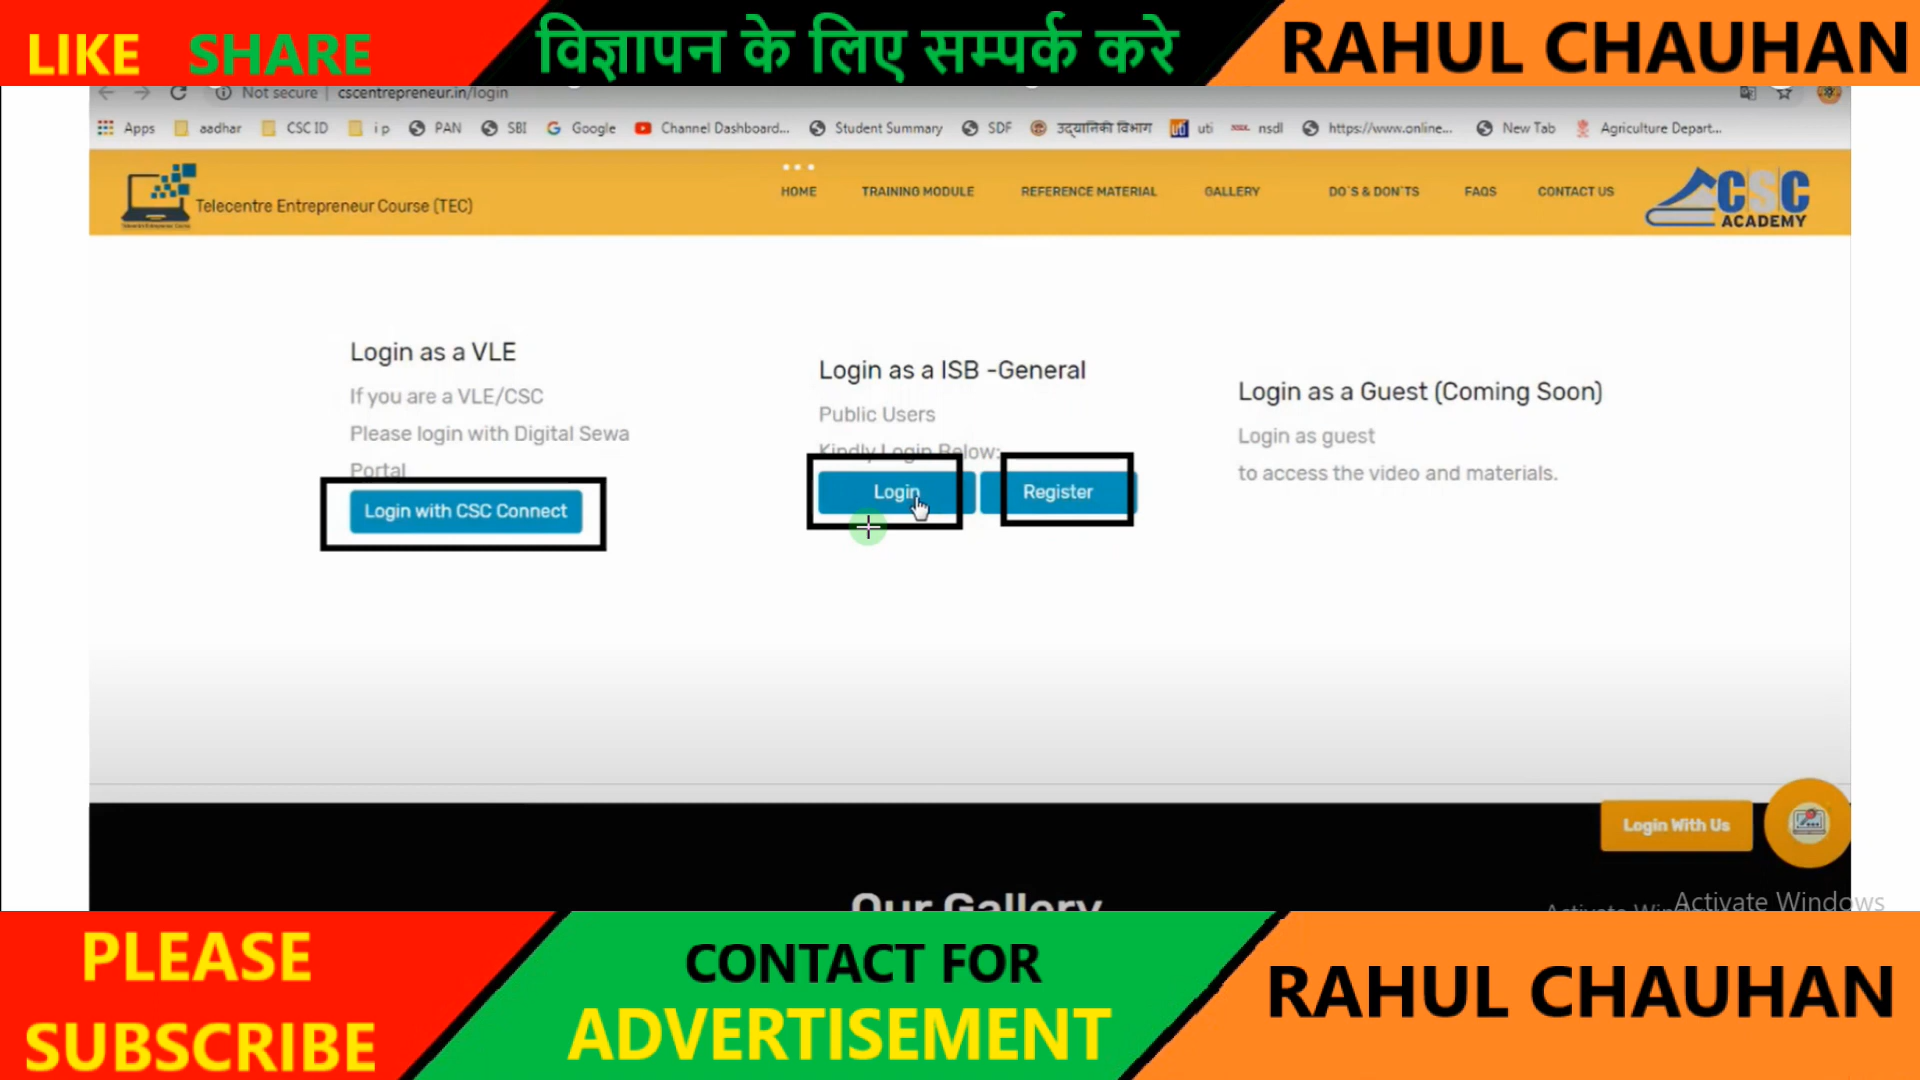 LIKE SHARE
विज्ञापन के लिए सम्पर्क करे
RAHUL CHAUHAN
Not secure | cscentrepreneur.in/login
Apps aadhar CSC ID i p PAN SBI Google Channel Dashboard... Student Summary SDF उद्यानिकी विभाग uti nsdl https://www.online... New Tab Agriculture Depart...
Telecentre Entrepreneur Course (TEC)
HOME TRAINING MODULE REFERENCE MATERIAL GALLERY DO`S & DON`TS FAQS CONTACT US
CSC
ACADEMY
Login as a VLE
If you are a VLE/CSC
Please login with Digital Sewa
Portal
Login with CSC Connect
Login as a ISB -General
Public Users
Kindly Login Below:
Login Register
Login as a Guest (Coming Soon)
Login as guest
to access the video and materials.
Login With Us
Our Gallery
Activate Windows
PLEASE
SUBSCRIBE
CONTACT FOR
ADVERTISEMENT
RAHUL CHAUHAN